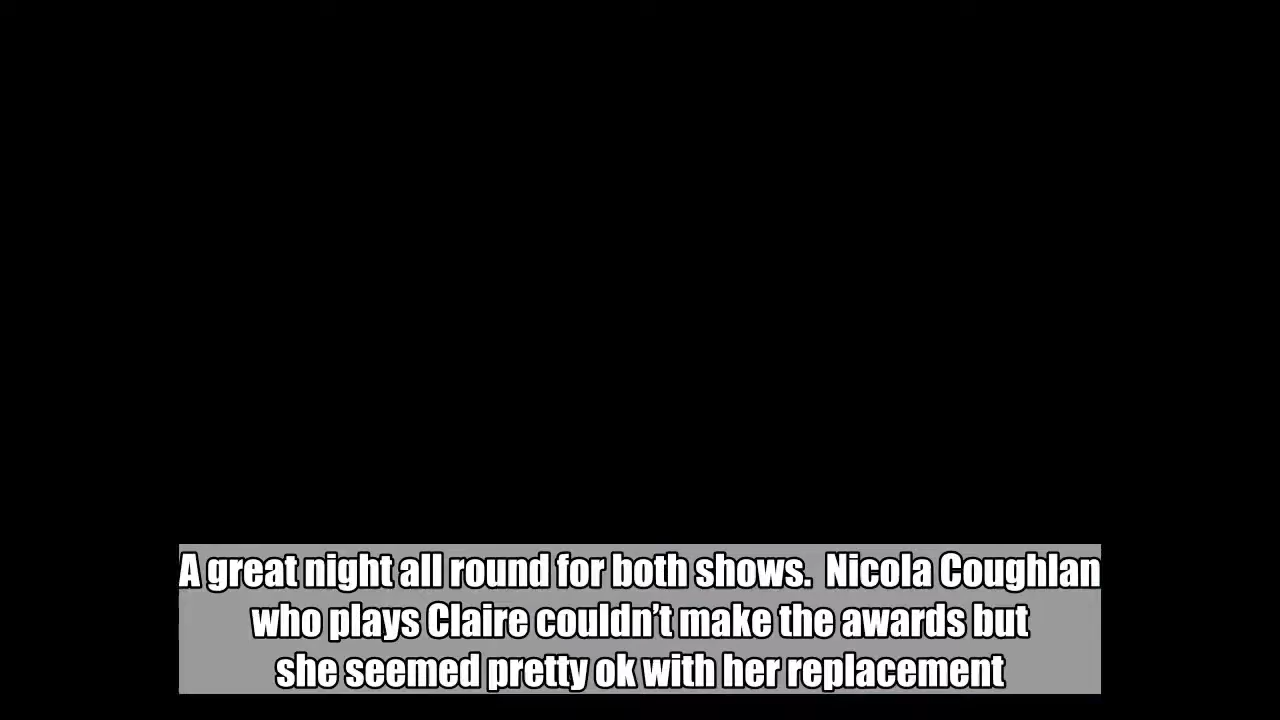 A great night all round for both shows.  Nicola Coughlan
who plays Claire couldn’t make the awards but
she seemed pretty ok with her replacement